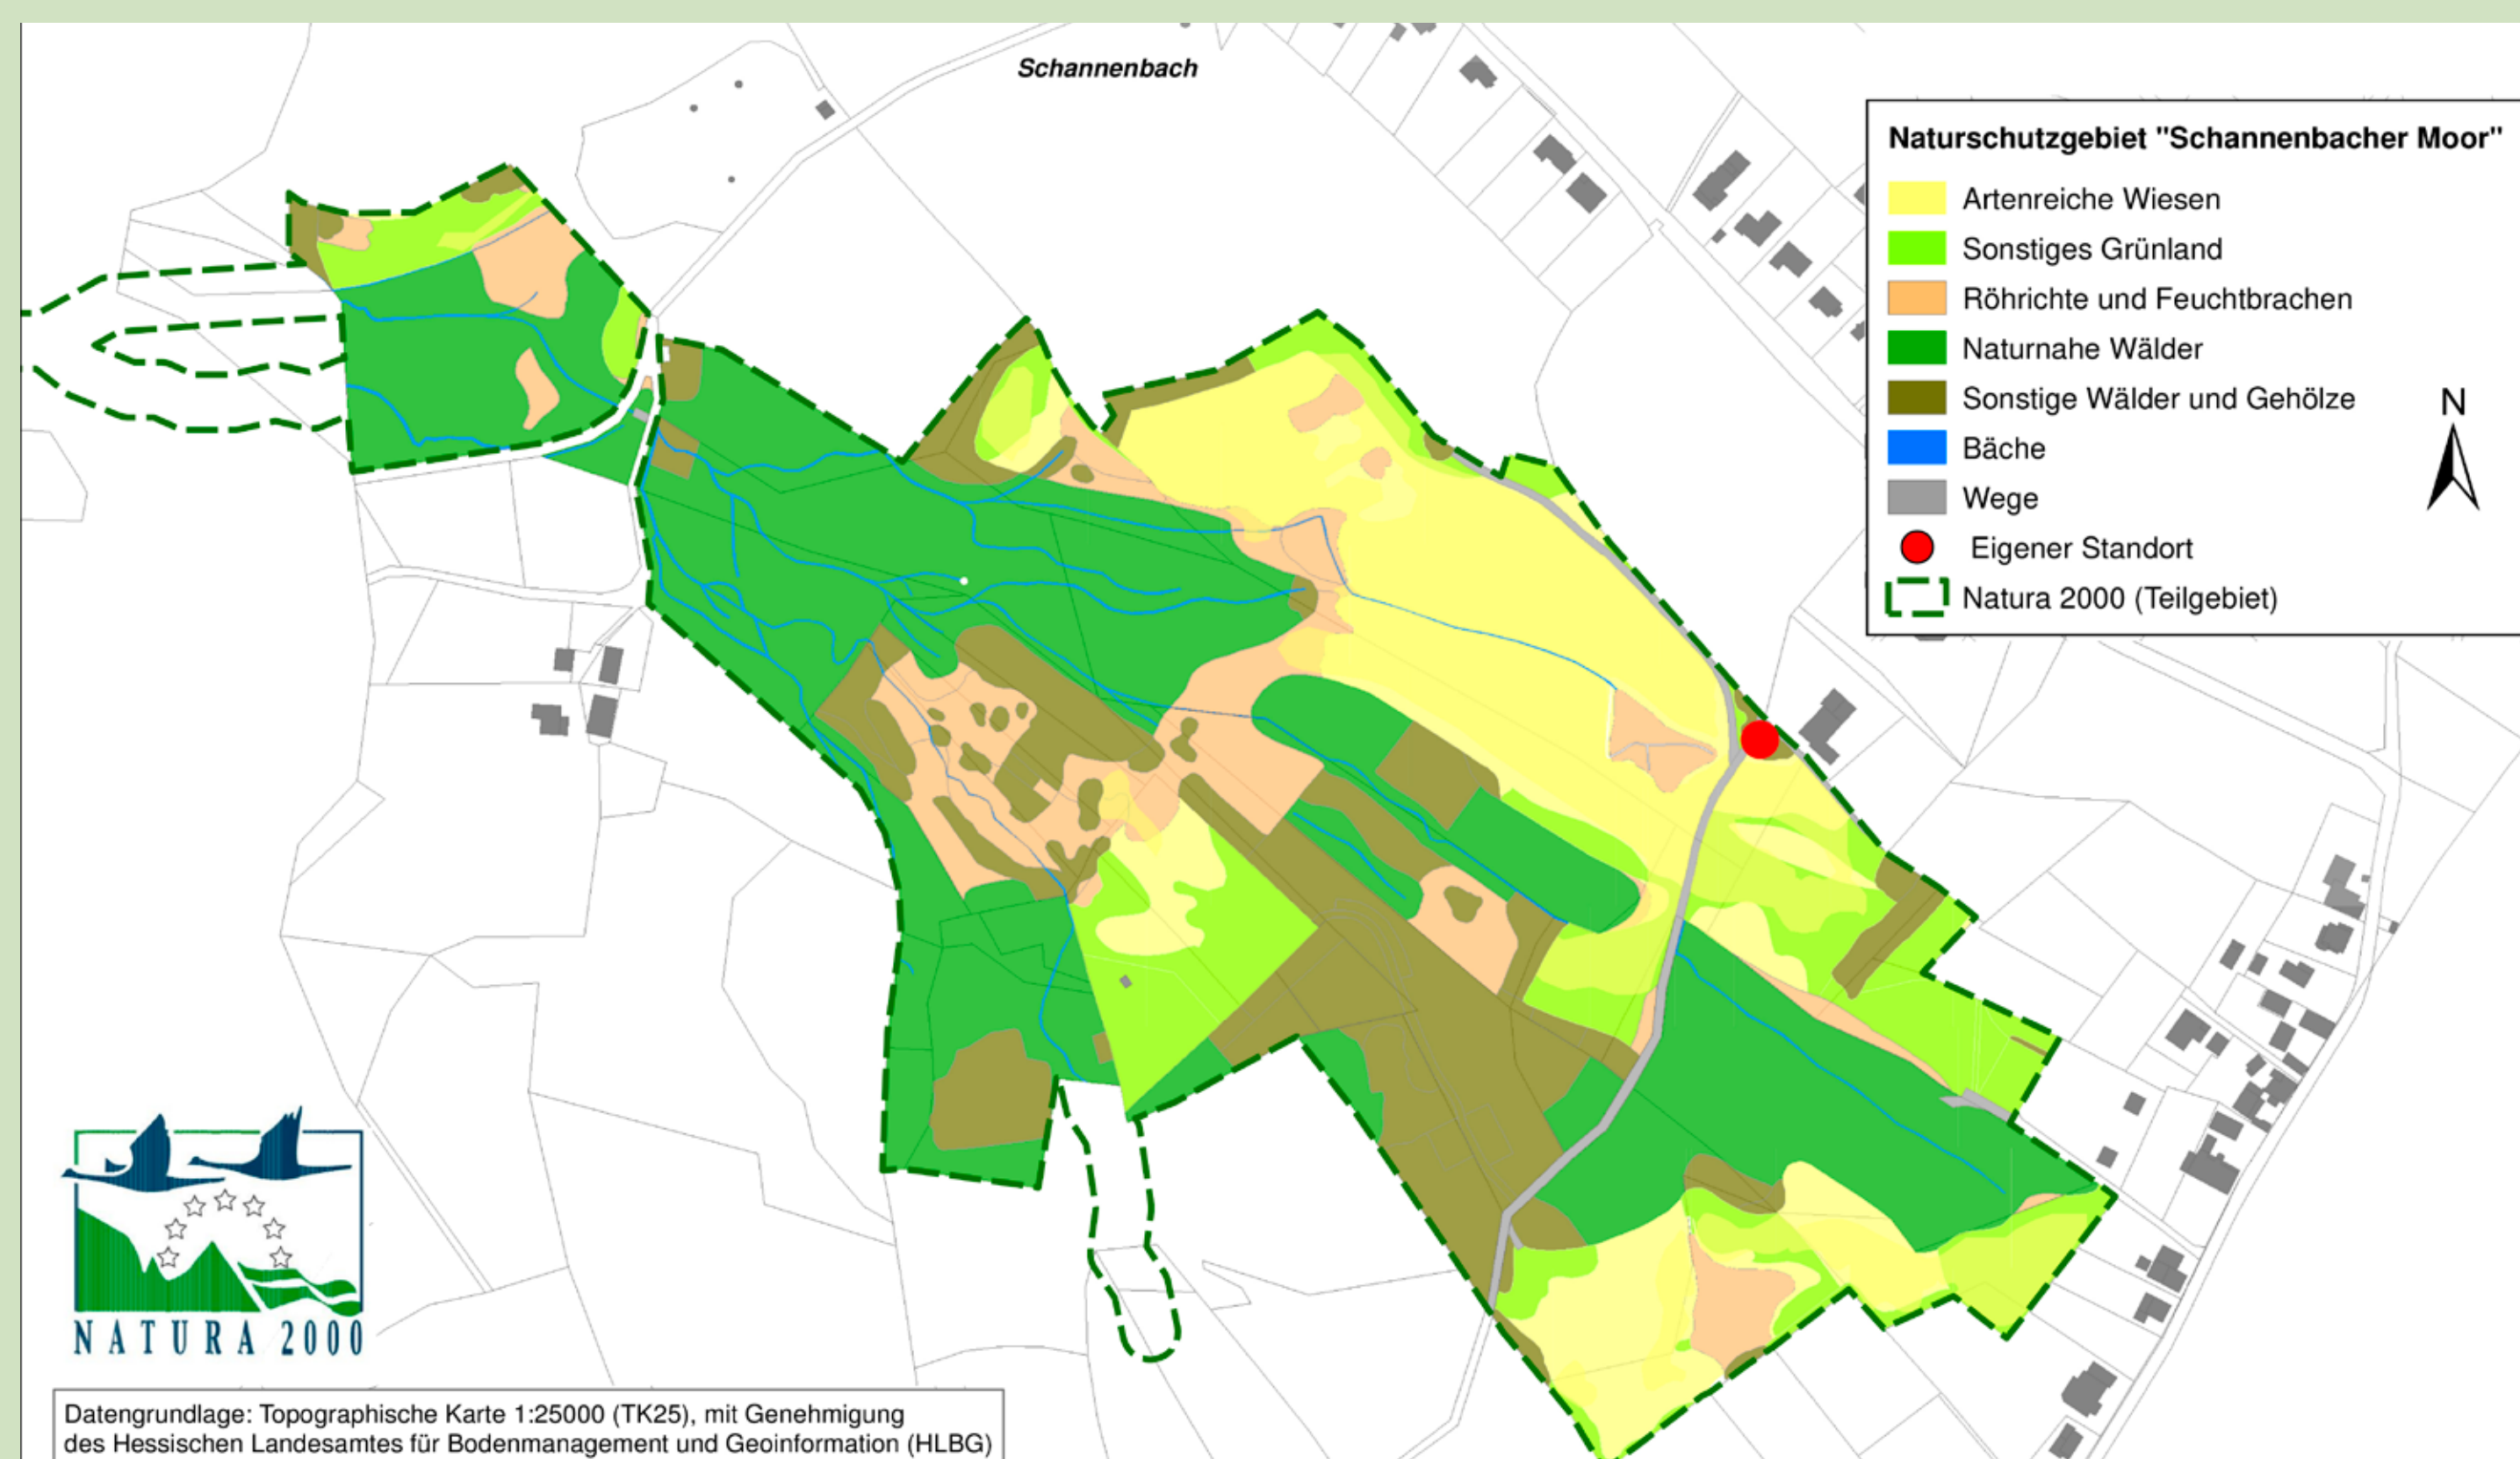 Schannenbach
Naturschutzgebiet "Schannenbacher Moor"
Artenreiche Wiesen
Sonstiges Grünland
Röhrichte und Feuchtbrachen
Naturnahe Wälder
Sonstige Wälder und Gehölze
Bäche
Wege
Eigener Standort
Natura 2000 (Teilgebiet)
N
NATURA 2000
Datengrundlage: Topographische Karte 1:25000 (TK25), mit Genehmigung
des Hessischen Landesamtes für Bodenmanagement und Geoinformation (HLBG)